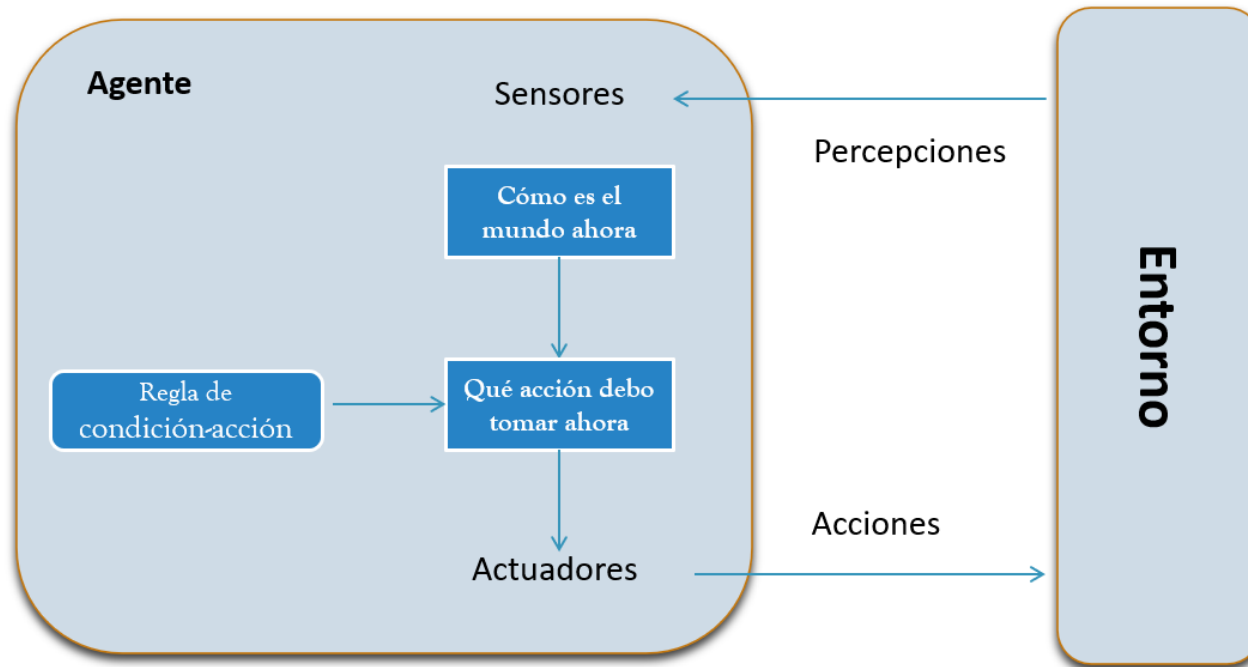 Agente
Sensores
Percepciones
Cómo es el
mundo ahora
Regla de
condición-acción
Qué acción debo
tomar ahora
Acciones
Actuadores
Entorno